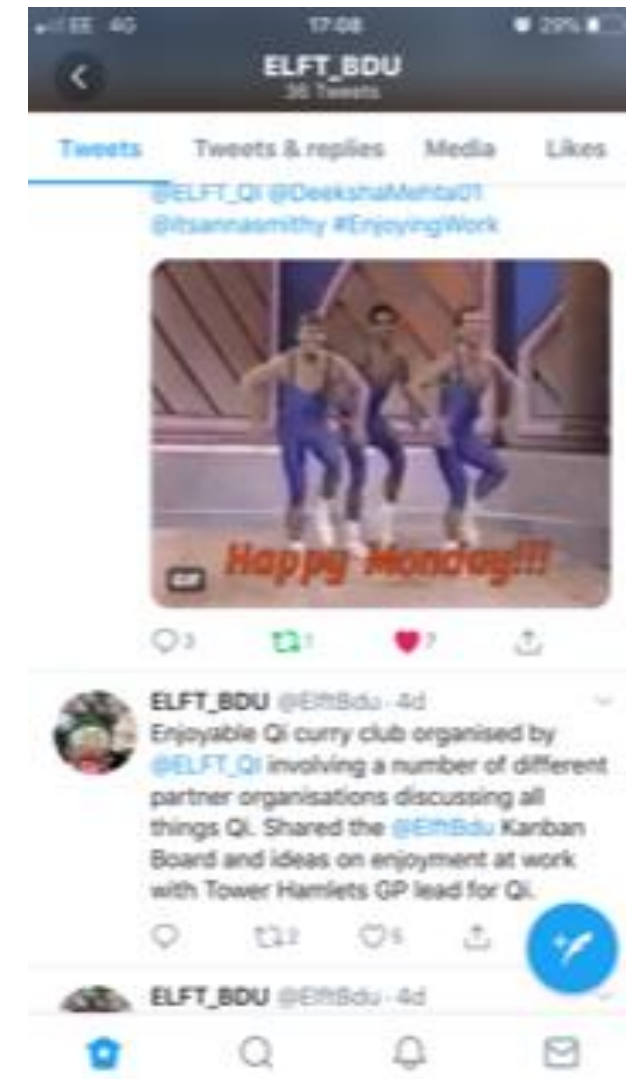 EE 4G 17:08 29%
ELFT_BDU
36 Tweets
Tweets Tweets & replies Media Likes
@ELFT_QI @DeekshaMehta01
@itsannasmithy #EnjoyingWork
Happy Monday!!!
GIF
3 1 7
ELFT_BDU @ElftBdu · 4d
Enjoyable Qi curry club organised by
@ELFT_QI involving a number of different
partner organisations discussing all
things Qi. Shared the @ElftBdu Kanban
Board and ideas on enjoyment at work
with Tower Hamlets GP lead for Qi.
2 5
ELFT_BDU @ElftBdu · 4d